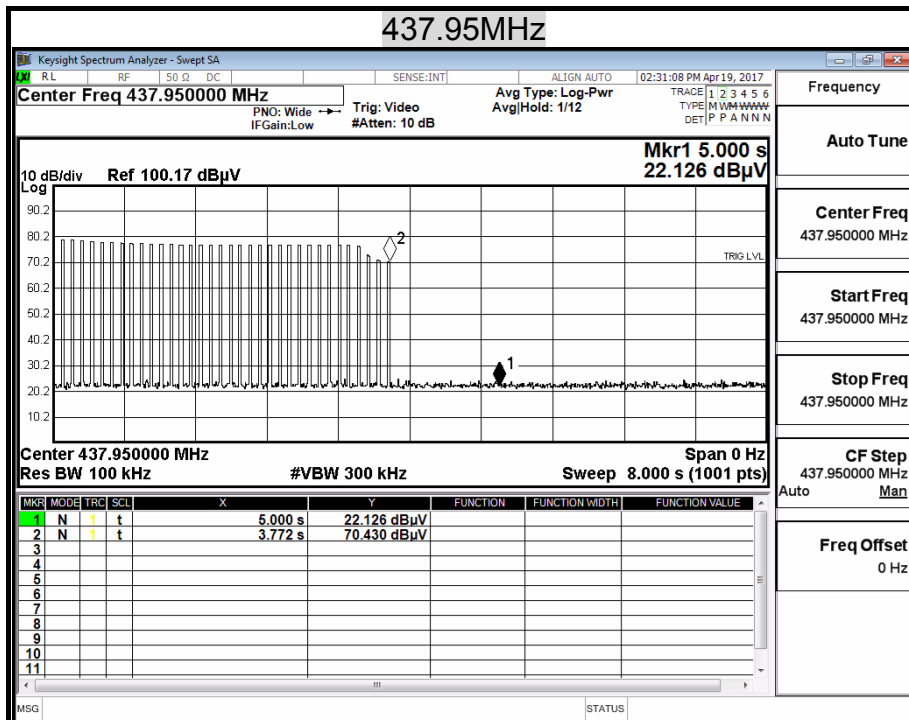 437.95MHz
Keysight Spectrum Analyzer - Swept SA
LXI RL RF 50 Ω DC SENSE:INT ALIGN AUTO 02:31:08 PM Apr 19, 2017
Center Freq 437.950000 MHz
PNO: Wide
IFGain:Low
Trig: Video
#Atten: 10 dB
Avg Type: Log-Pwr
Avg|Hold: 1/12
TRACE 1 2 3 4 5 6
TYPE M W M W W W W
DET P P A N N N
Mkr1 5.000 s
22.126 dBµV
10 dB/div Ref 100.17 dBµV
Log
90.2
80.2
70.2
60.2
50.2
40.2
30.2
20.2
10.2
2
TRIG LVL
1
Center 437.950000 MHz Span 0 Hz
Res BW 100 kHz #VBW 300 kHz Sweep 8.000 s (1001 pts)
MKR MODE TRC SCL X Y FUNCTION FUNCTION WIDTH FUNCTION VALUE
1 N 1 t 5.000 s 22.126 dBµV
2 N 1 t 3.772 s 70.430 dBµV
3
4
5
6
7
8
9
10
11
MSG STATUS
Frequency
Auto Tune
Center Freq
437.950000 MHz
Start Freq
437.950000 MHz
Stop Freq
437.950000 MHz
CF Step
437.950000 MHz
Auto Man
Freq Offset
0 Hz